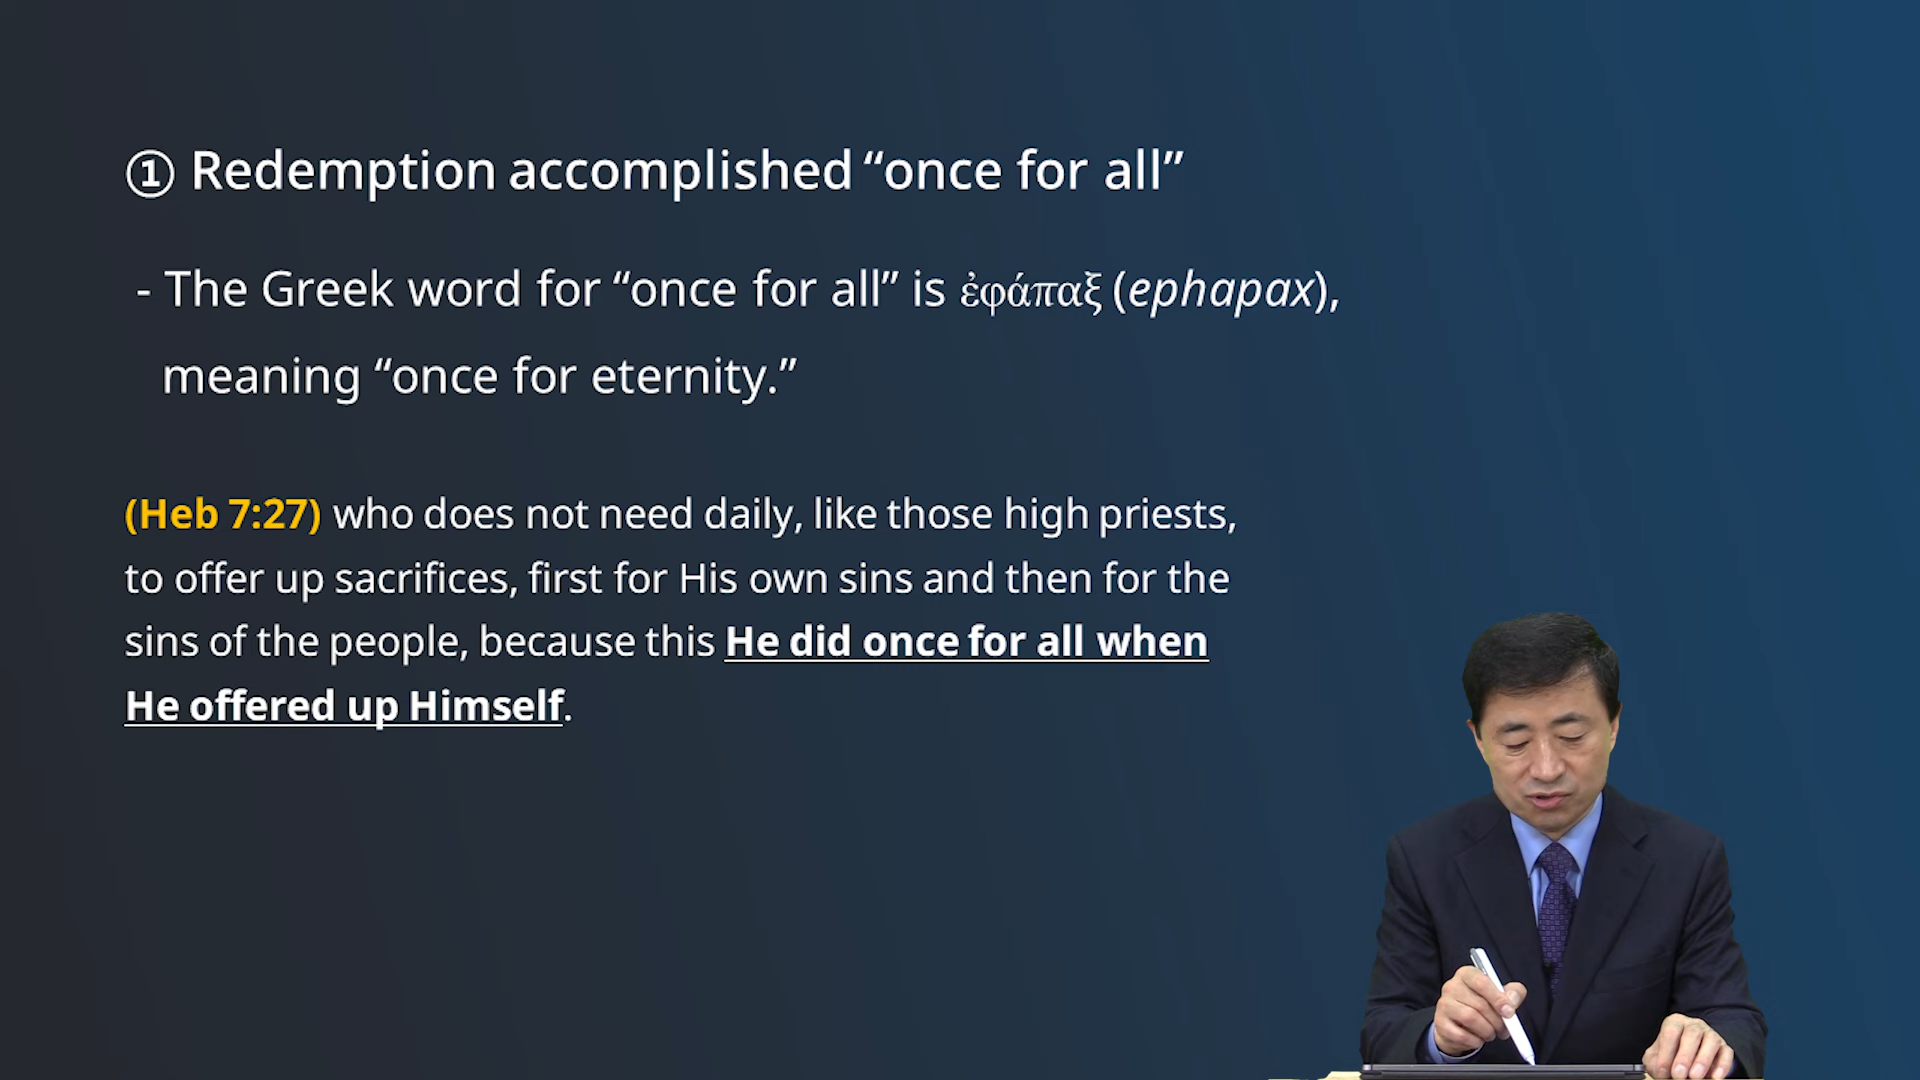 ① Redemption accomplished “once for all”
- The Greek word for “once for all” is ἐφάπαξ (ephapax),
meaning “once for eternity.”
(Heb 7:27) who does not need daily, like those high priests,
to offer up sacrifices, first for His own sins and then for the
sins of the people, because this He did once for all when
He offered up Himself.